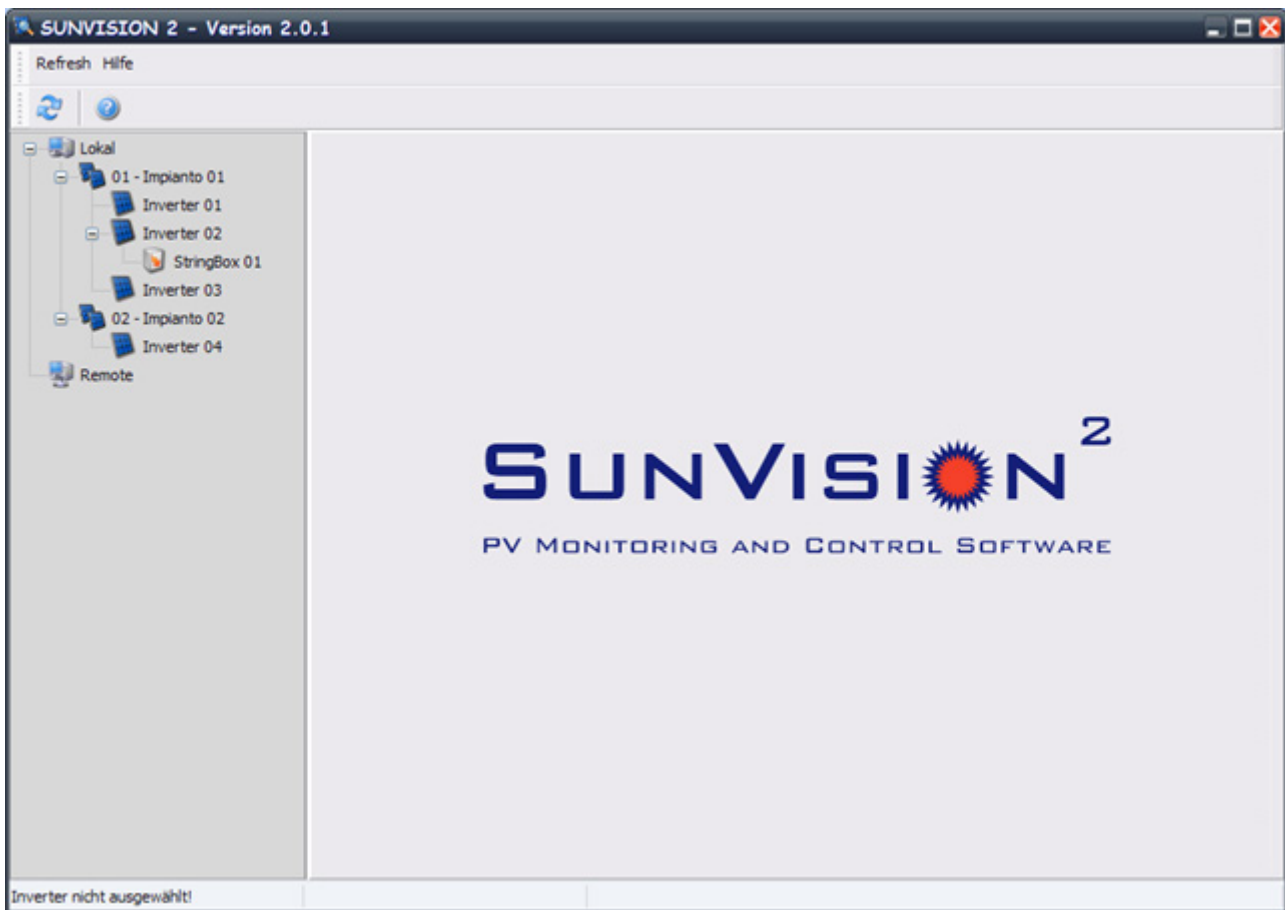 SUNVISION 2 - Version 2.0.1
Refresh Hilfe
Lokal
01 - Impianto 01
Inverter 01
Inverter 02
StringBox 01
Inverter 03
02 - Impianto 02
Inverter 04
Remote
SUNVISION 2
PV MONITORING AND CONTROL SOFTWARE
Inverter nicht ausgewählt!